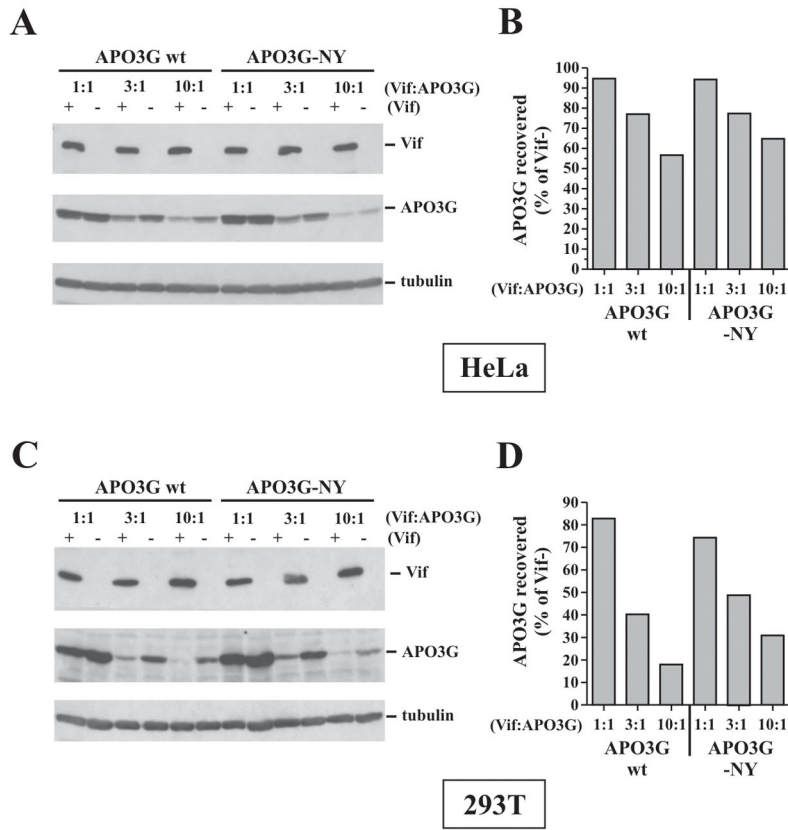 A
APO3G wt APO3G-NY
1:1 3:1 10:1 1:1 3:1 10:1 (Vif:APO3G)
+ - + - + - + - + - + - (Vif)
Vif
APO3G
tubulin
B
APO3G recovered
(% of Vif-)
100
90
80
70
60
50
40
30
20
10
0
(Vif:APO3G) 1:1 3:1 10:1 1:1 3:1 10:1
APO3G APO3G
wt -NY
HeLa
C
APO3G wt APO3G-NY
1:1 3:1 10:1 1:1 3:1 10:1 (Vif:APO3G)
+ - + - + - + - + - + - (Vif)
Vif
APO3G
tubulin
D
APO3G recovered
(% of Vif-)
90
80
70
60
50
40
30
20
10
0
(Vif:APO3G) 1:1 3:1 10:1 1:1 3:1 10:1
APO3G APO3G
wt -NY
293T